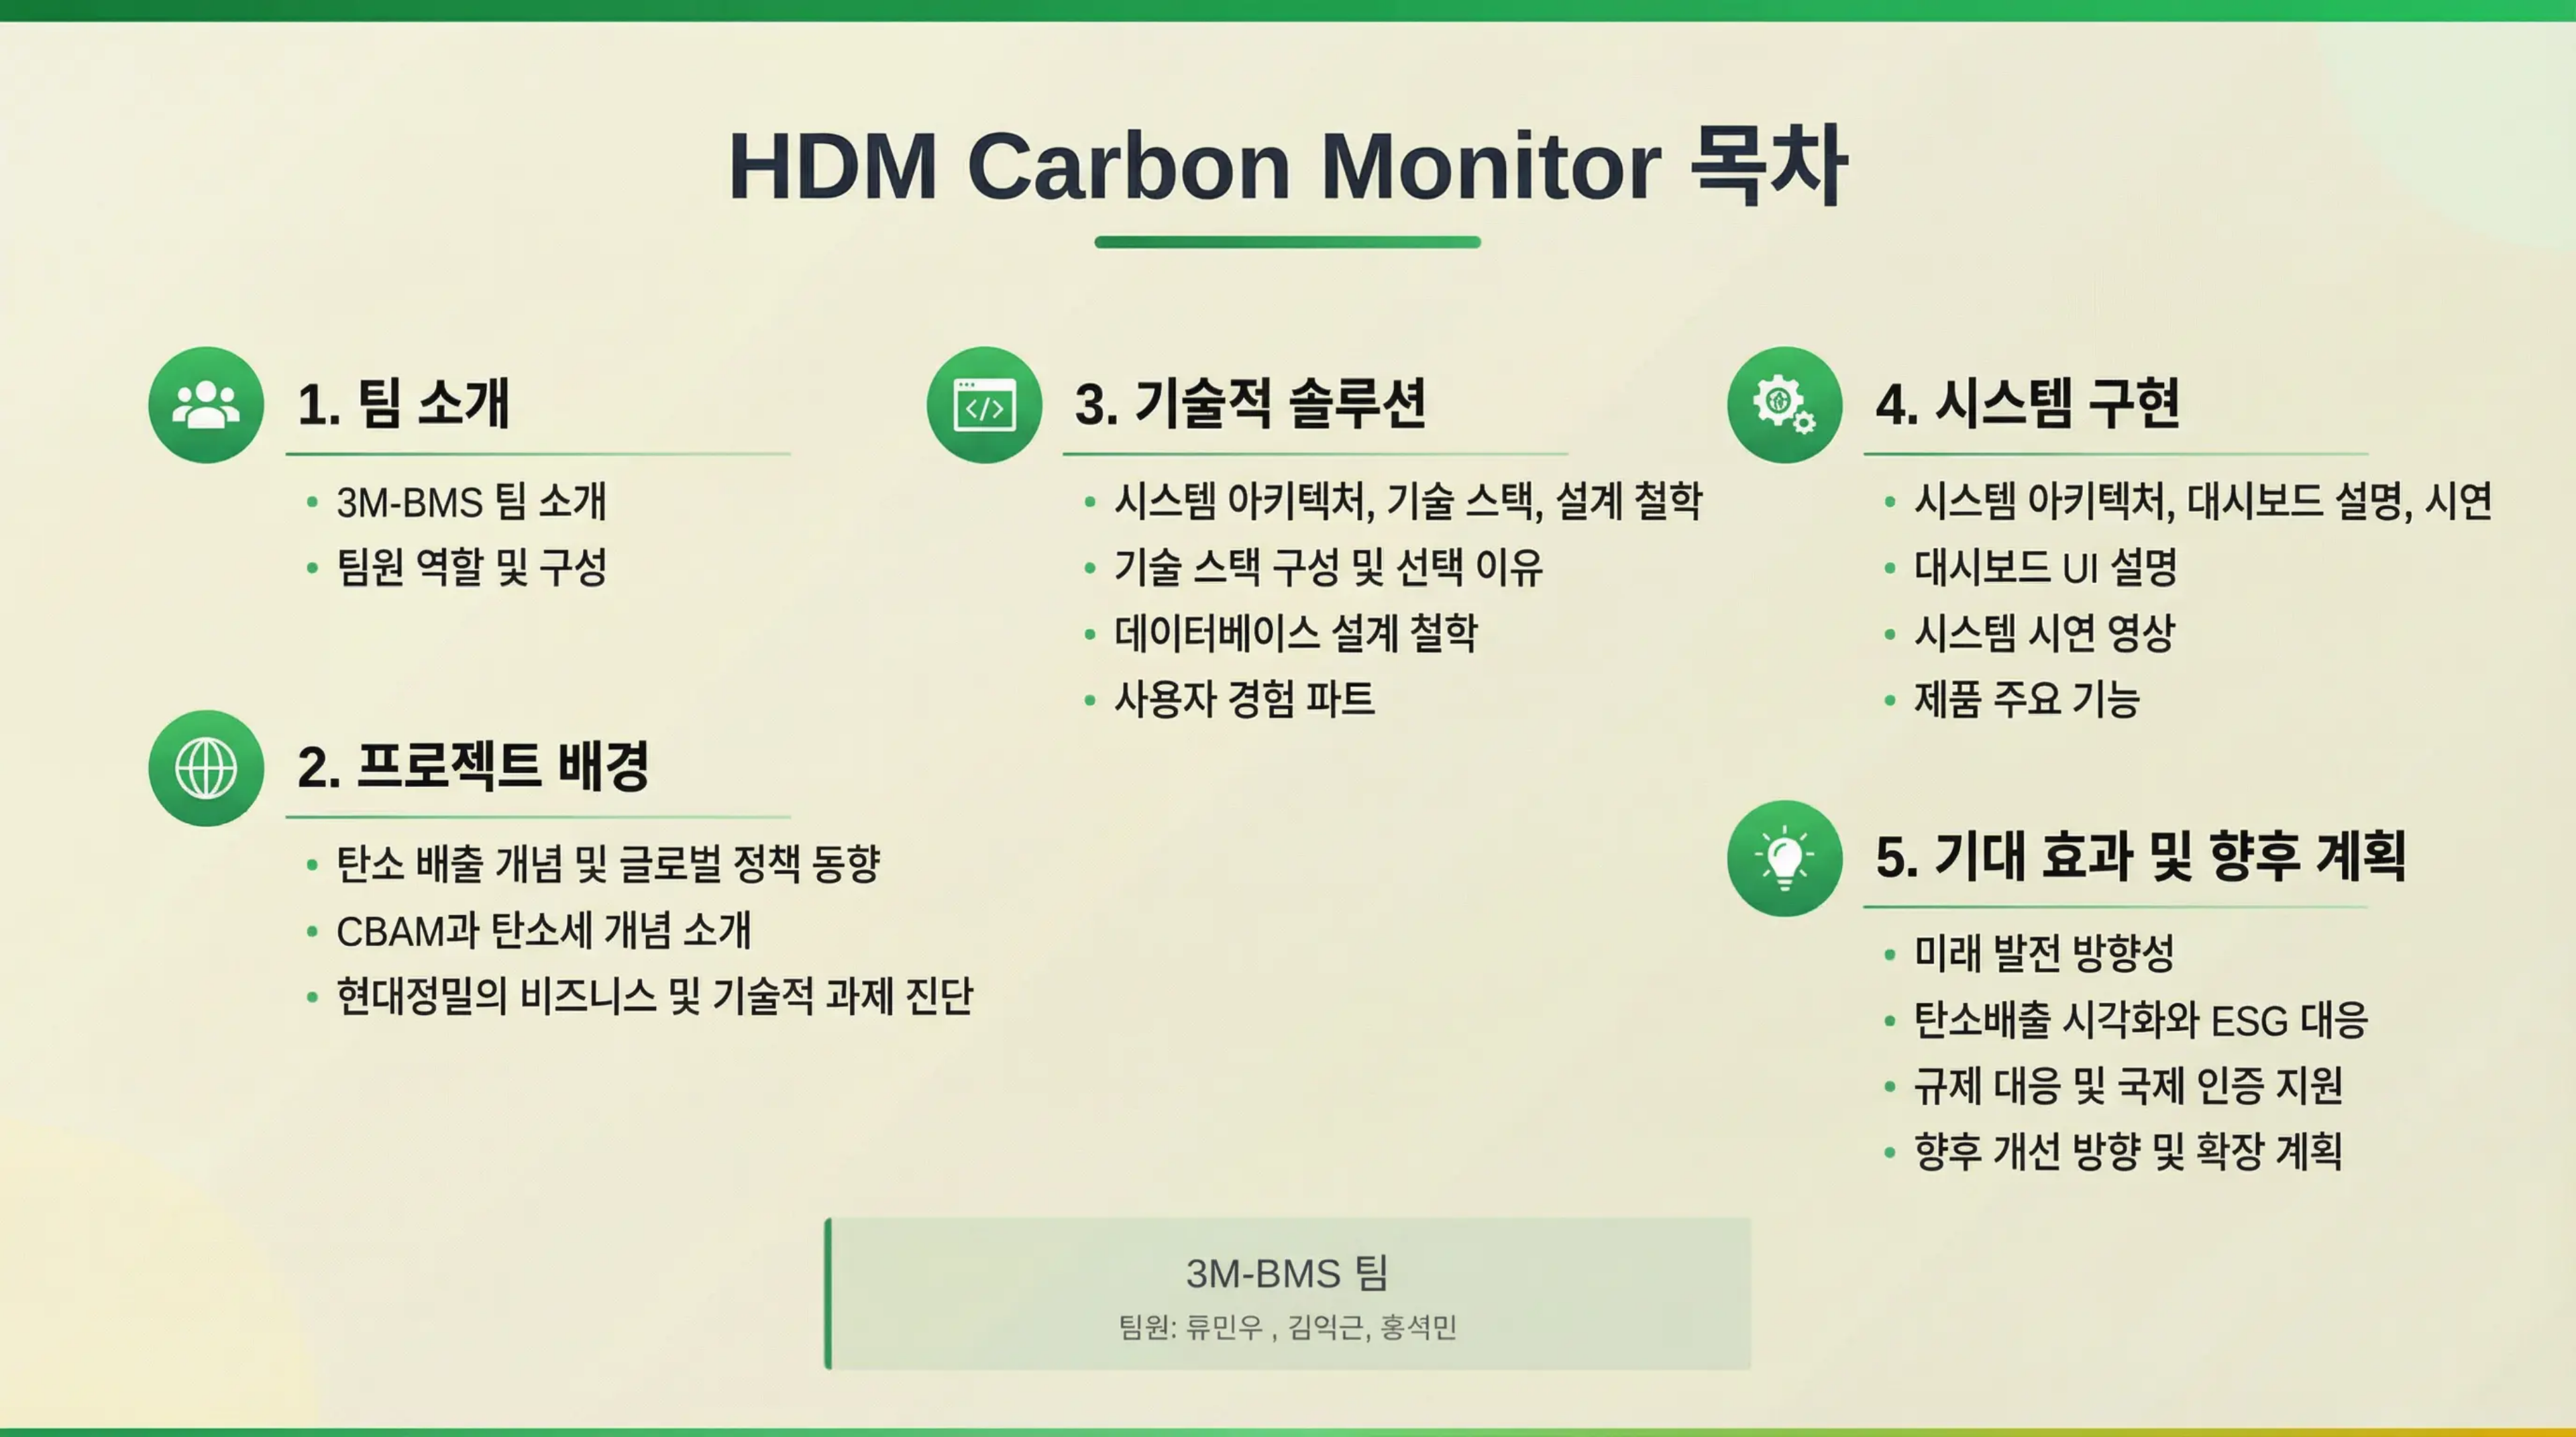 HDM Carbon Monitor 목차
1. 팀 소개
• 3M-BMS 팀 소개
• 팀원 역할 및 구성
2. 프로젝트 배경
• 탄소 배출 개념 및 글로벌 정책 동향
• CBAM과 탄소세 개념 소개
• 현대정밀의 비즈니스 및 기술적 과제 진단
3. 기술적 솔루션
• 시스템 아키텍처, 기술 스택, 설계 철학
• 기술 스택 구성 및 선택 이유
• 데이터베이스 설계 철학
• 사용자 경험 파트
4. 시스템 구현
• 시스템 아키텍처, 대시보드 설명, 시연
• 대시보드 UI 설명
• 시스템 시연 영상
• 제품 주요 기능
5. 기대 효과 및 향후 계획
• 미래 발전 방향성
• 탄소배출 시각화와 ESG 대응
• 규제 대응 및 국제 인증 지원
• 향후 개선 방향 및 확장 계획
3M-BMS 팀
팀원: 류민우 , 김익근, 홍셕민